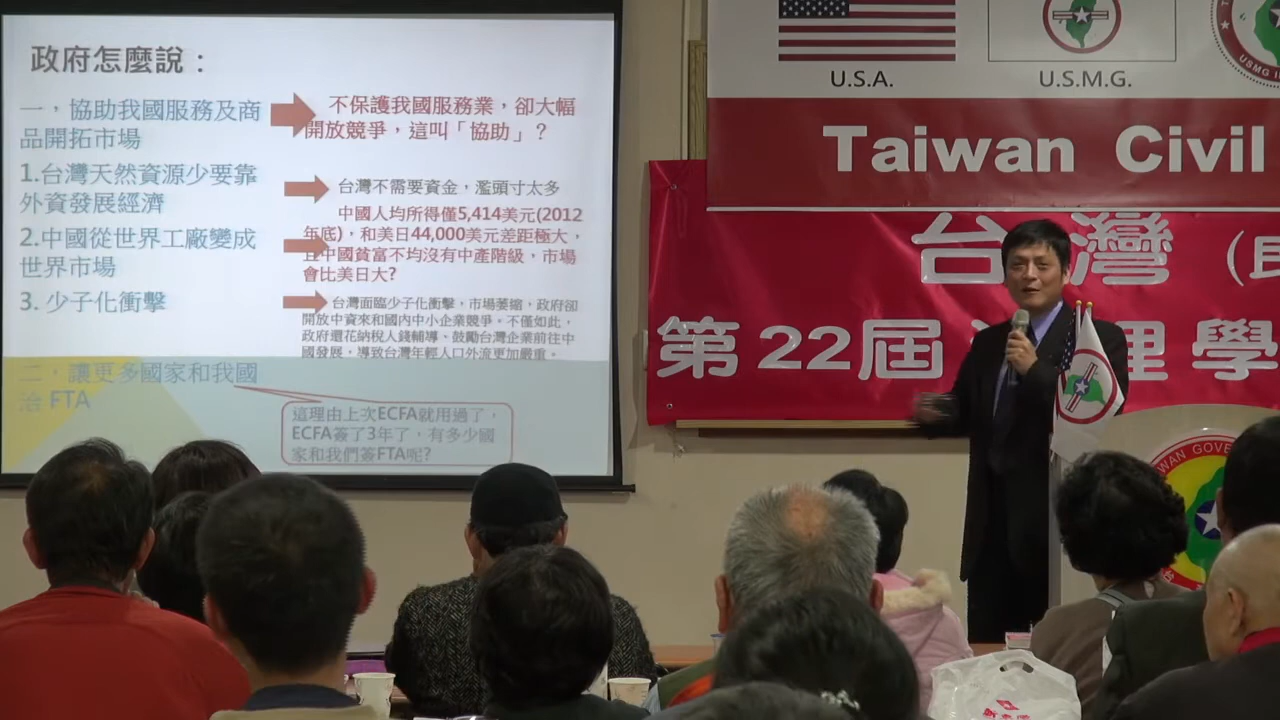 政府怎麼說：
一，協助我國服務及商
品開拓市場
不保護我國服務業，卻大幅
開放競爭，這叫「協助」？
1.台灣天然資源少要靠
外資發展經濟
台灣不需要資金，濫頭寸太多
2.中國從世界工廠變成
世界市場
中國人均所得僅5,414美元(2012
年底)，和美日44,000美元差距極大，
且中國貧富不均沒有中產階級，市場
會比美日大?
3. 少子化衝擊
台灣面臨少子化衝擊，市場萎縮，政府卻
開放中資來和國內中小企業競爭。不僅如此，
政府還花納稅人錢輔導、鼓勵台灣企業前往中
國發展，導致台灣年輕人口外流更加嚴重。
二，讓更多國家和我國
洽 FTA
這理由上次ECFA就用過了，
ECFA簽了3年了，有多少國
家和我們簽FTA呢?
U.S.A.
U.S.M.G.
USMG
Taiwan Civil
台灣（民
第22屆 理學
WAN GOVE